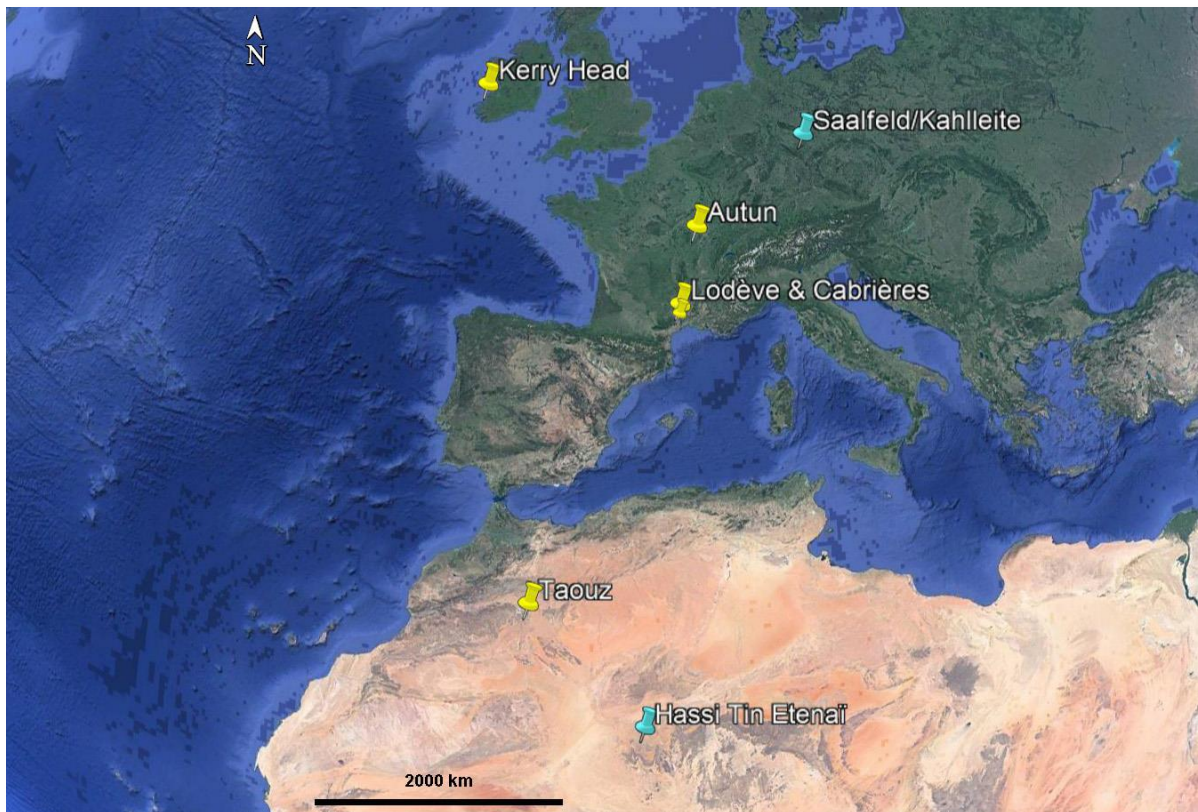 N
Kerry Head
Saalfeld/Kahlleite
Autun
Lodève & Cabrières
Taouz
Hassi Tin Etenaï
2000 km